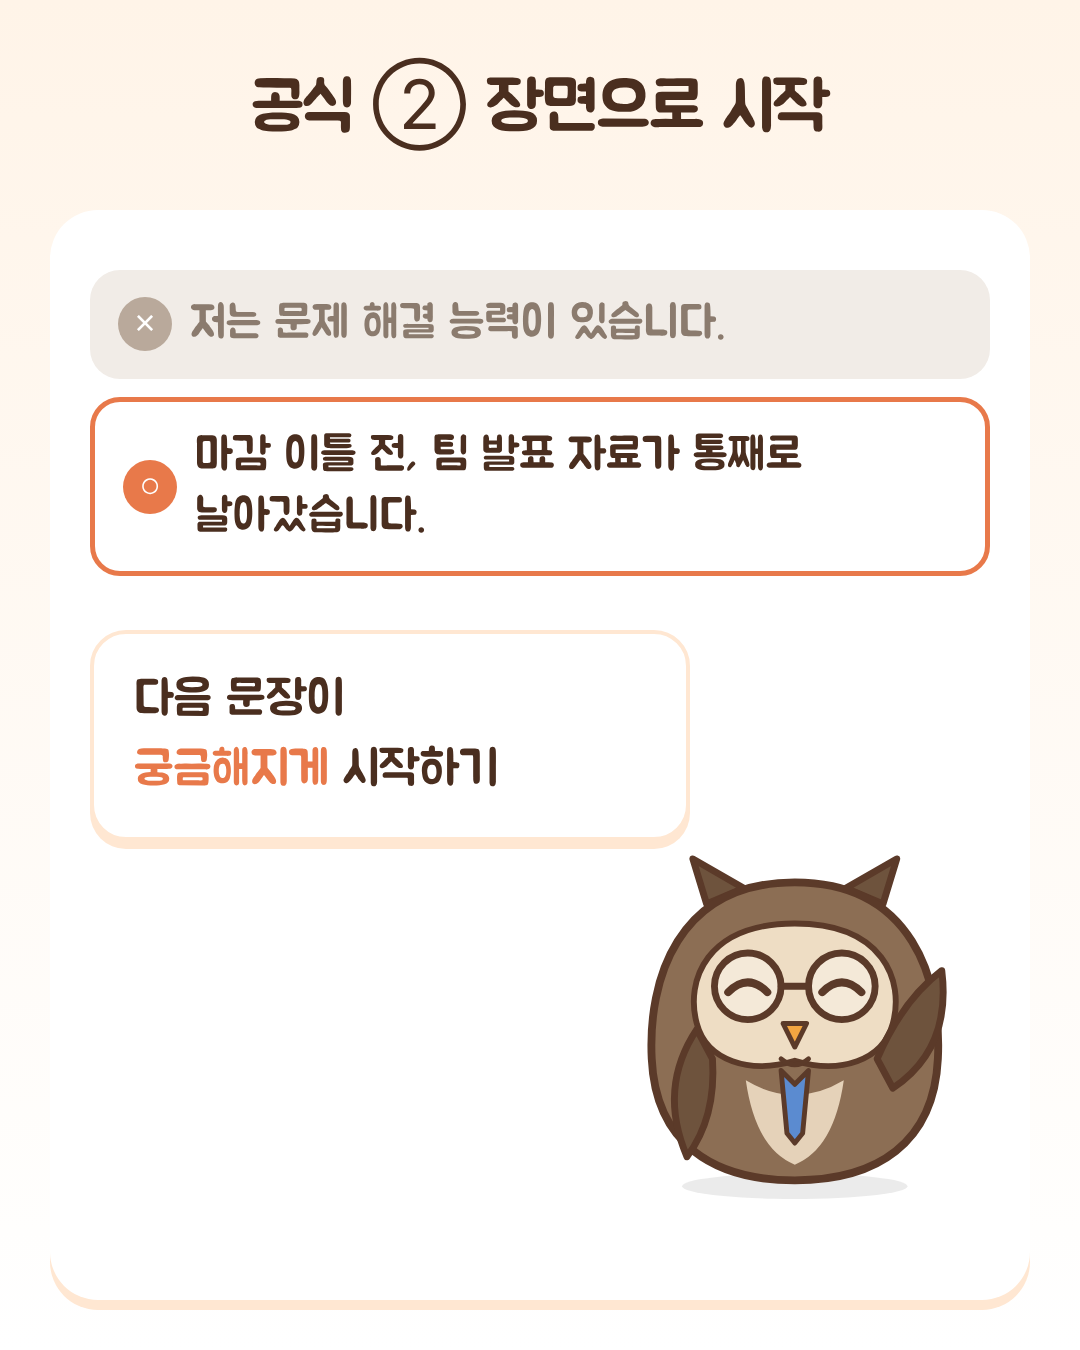 공식 ② 장면으로 시작
× 저는 문제 해결 능력이 있습니다.
○ 마감 이틀 전, 팀 발표 자료가 통째로
날아갔습니다.
다음 문장이
궁금해지게 시작하기